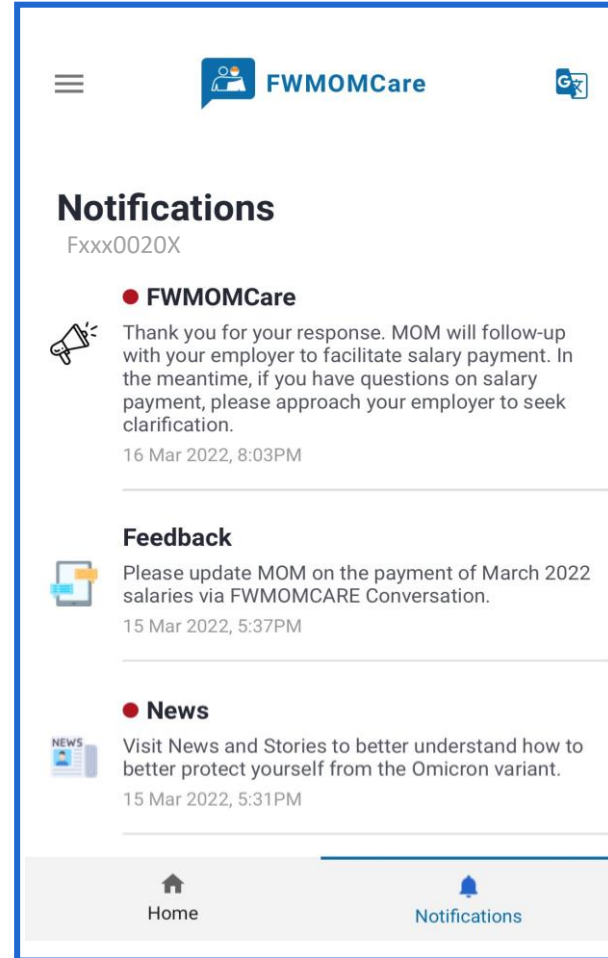 FWMOMCare
G
Notifications
Fxxx0020X
FWMOMCare
Thank you for your response. MOM will follow-up
with your employer to facilitate salary payment. In
the meantime, if you have questions on salary
payment, please approach your employer to seek
clarification.
16 Mar 2022, 8:03PM
Feedback
Please update MOM on the payment of March 2022
salaries via FWMOMCARE Conversation.
15 Mar 2022, 5:37PM
News
NEWS
Visit News and Stories to better understand how to
better protect yourself from the Omicron variant.
15 Mar 2022, 5:31PM
Home
Notifications